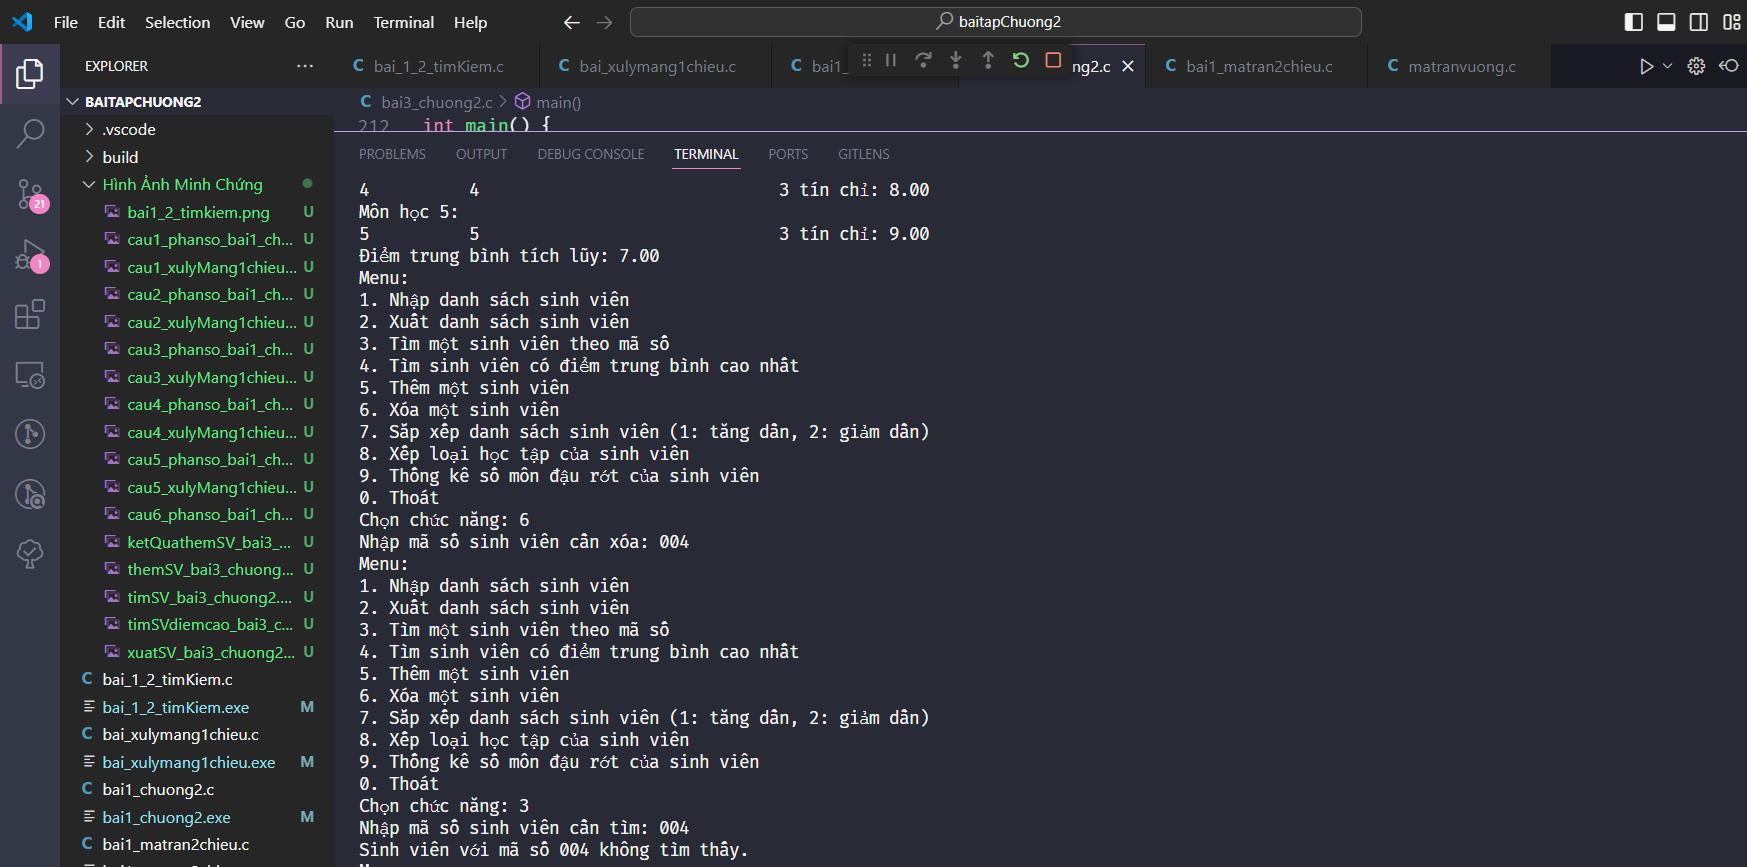 File Edit Selection View Go Run Terminal Help
baitapChuong2
EXPLORER
bai_1_2_timKiem.c
bai_xulymang1chieu.c
bai1_
ng2.c
bai1_matran2chieu.c
matranvuong.c
BAITAPCHUONG2
bai3_chuong2.c > main()
212 int main() {
.vscode
build
Hình Ảnh Minh Chứng
bai1_2_timkiem.png U
cau1_phanso_bai1_ch... U
cau1_xulyMang1chieu... U
cau2_phanso_bai1_ch... U
cau2_xulyMang1chieu... U
cau3_phanso_bai1_ch... U
cau3_xulyMang1chieu... U
cau4_phanso_bai1_ch... U
cau4_xulyMang1chieu... U
cau5_phanso_bai1_ch... U
cau5_xulyMang1chieu... U
cau6_phanso_bai1_ch... U
ketQuathemSV_bai3_... U
themSV_bai3_chuong... U
timSV_bai3_chuong2.... U
timSVdiemcao_bai3_c... U
xuatSV_bai3_chuong2... U
bai_1_2_timKiem.c
bai_1_2_timKiem.exe M
bai_xulymang1chieu.c
bai_xulymang1chieu.exe M
bai1_chuong2.c
bai1_chuong2.exe M
bai1_matran2chieu.c
21
1
PROBLEMS OUTPUT DEBUG CONSOLE TERMINAL PORTS GITLENS
4 4 3 tín chỉ: 8.00
Môn học 5:
5 5 3 tín chỉ: 9.00
Điểm trung bình tích lũy: 7.00
Menu:
1. Nhập danh sách sinh viên
2. Xuất danh sách sinh viên
3. Tìm một sinh viên theo mã số
4. Tìm sinh viên có điểm trung bình cao nhất
5. Thêm một sinh viên
6. Xóa một sinh viên
7. Sắp xếp danh sách sinh viên (1: tăng dần, 2: giảm dần)
8. Xếp loại học tập của sinh viên
9. Thống kê số môn đậu rớt của sinh viên
0. Thoát
Chọn chức năng: 6
Nhập mã số sinh viên cần xóa: 004
Menu:
1. Nhập danh sách sinh viên
2. Xuất danh sách sinh viên
3. Tìm một sinh viên theo mã số
4. Tìm sinh viên có điểm trung bình cao nhất
5. Thêm một sinh viên
6. Xóa một sinh viên
7. Sắp xếp danh sách sinh viên (1: tăng dần, 2: giảm dần)
8. Xếp loại học tập của sinh viên
9. Thống kê số môn đậu rớt của sinh viên
0. Thoát
Chọn chức năng: 3
Nhập mã số sinh viên cần tìm: 004
Sinh viên với mã số 004 không tìm thấy.